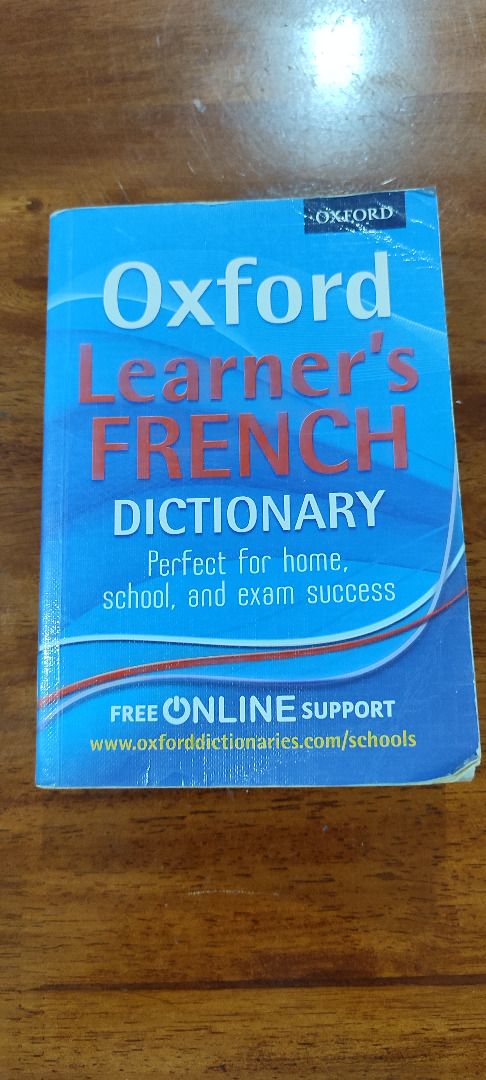 OXFORD
Oxford
Learner's
FRENCH
DICTIONARY
Perfect for home,
school, and exam success
FREE ONLINE SUPPORT
www.oxforddictionaries.com/schools